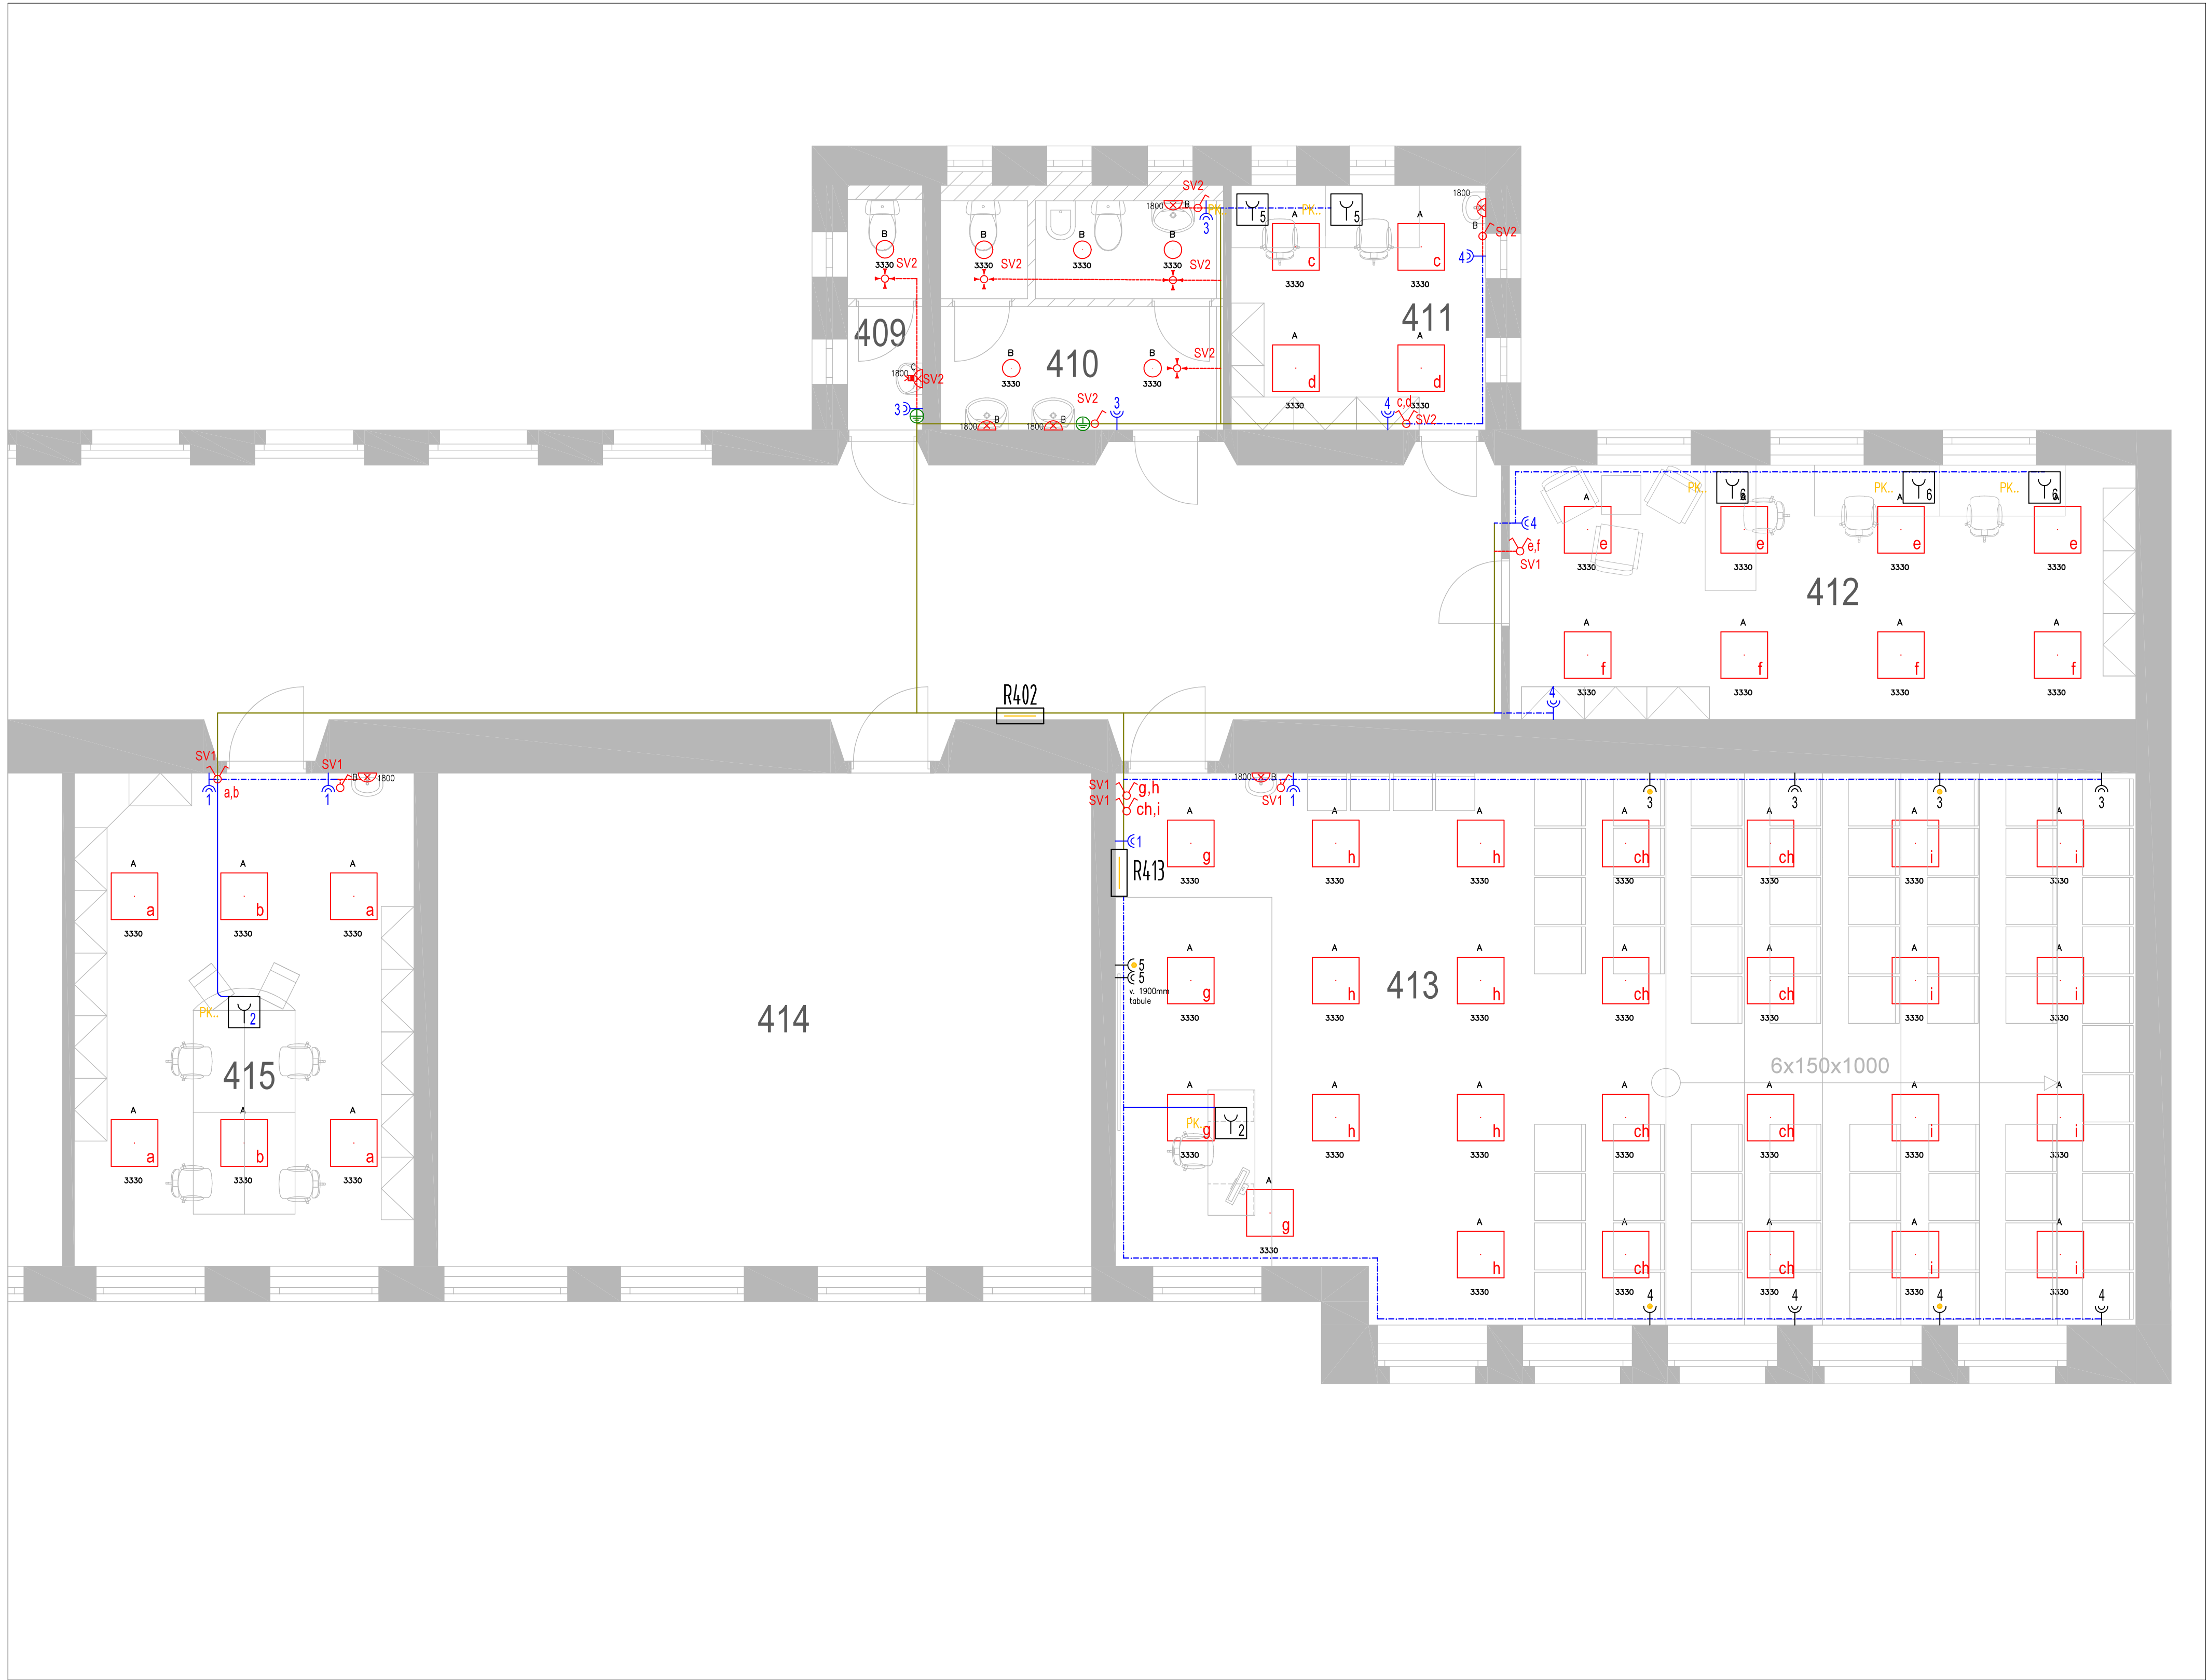 SV2
1800 B
PK..
3
5
PK..
5
1800
B
SV2
4
A A
c c
3330 3330
B B B B
3330 3330 3330
SV2 SV2 SV2
409
410
411
SV2
B B
3330 3330
A A
d d
3330 3330
1800 C
SV2
3
SV2
3
1800 B
1800 B
4
c,d
SV2
PK.. 6
PK.. 6
PK.. 6
4
e,f
SV1
A A A A
e e e e
3330 3330 3330 3330
412
A A A A
f f f f
3330 3330 3330 3330
4
R402
SV1
a,b
1
SV1
1
B
1800
SV1
g,h
SV1
ch,i
1
1800 B
SV1
1
3 3 3 3
R413
A A A A A A A
g h h ch ch i i
3330 3330 3330 3330 3330 3330 3330
A A A
a b a
3330 3330 3330
5
5
v. 1900mm
tabule
A A A A A A A
g h h ch ch i i
3330 3330 3330 3330 3330 3330 3330
413
414
PK..
2
415
6x150x1000
A A A A A A A
g h h ch ch i i
3330 3330 3330 3330 3330 3330 3330
PK..
2
A A A
a b a
3330 3330 3330
A
g
3330
A A A A A
h ch ch i i
3330 3330 3330 3330 3330
4 4 4 4